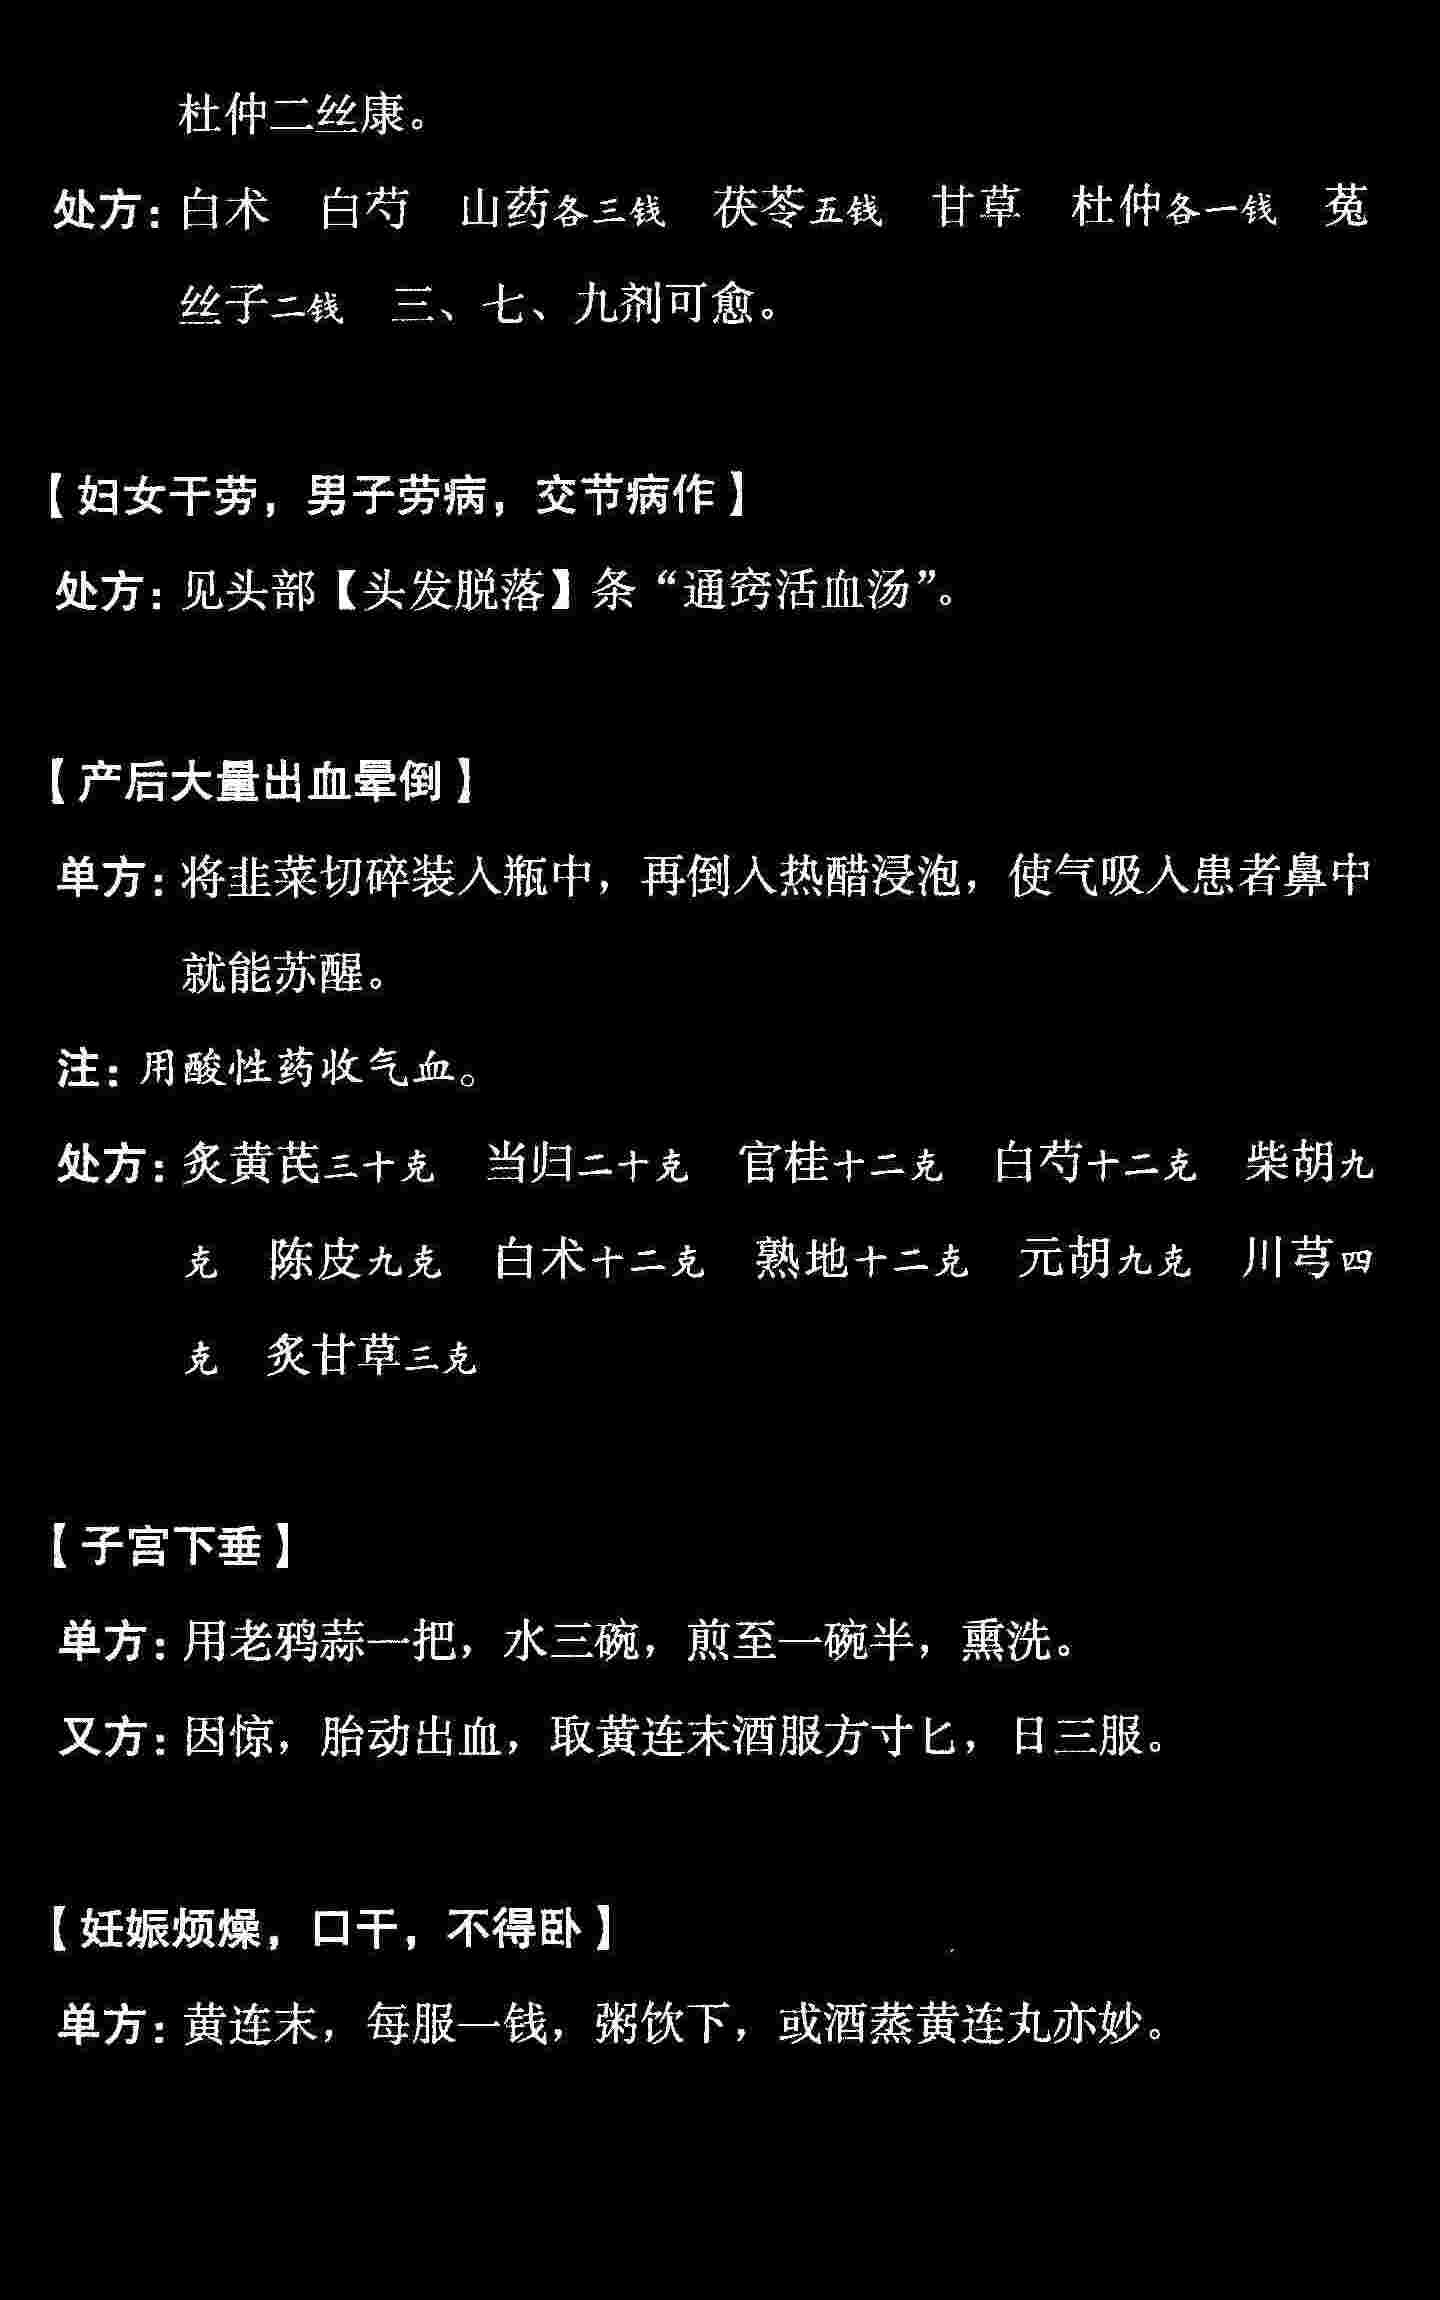 杜仲二丝康。
处方：白术　白芍　山药各三钱　茯苓五钱　甘草　杜仲各一钱　菟
丝子二钱　三、七、九剂可愈。
【妇女干劳，男子劳病，交节病作】
处方：见头部【头发脱落】条“通窍活血汤”。
【产后大量出血晕倒】
单方：将韭菜切碎装入瓶中，再倒入热醋浸泡，使气吸入患者鼻中
就能苏醒。
注：用酸性药收气血。
处方：炙黄芪三十克　当归二十克　官桂十二克　白芍十二克　柴胡九
克　陈皮九克　白术十二克　熟地十二克　元胡九克　川芎四
克　炙甘草三克
【子宫下垂】
单方：用老鸦蒜一把，水三碗，煎至一碗半，熏洗。
又方：因惊，胎动出血，取黄连末酒服方寸匕，日三服。
【妊娠烦燥，口干，不得卧】
单方：黄连末，每服一钱，粥饮下，或酒蒸黄连丸亦妙。